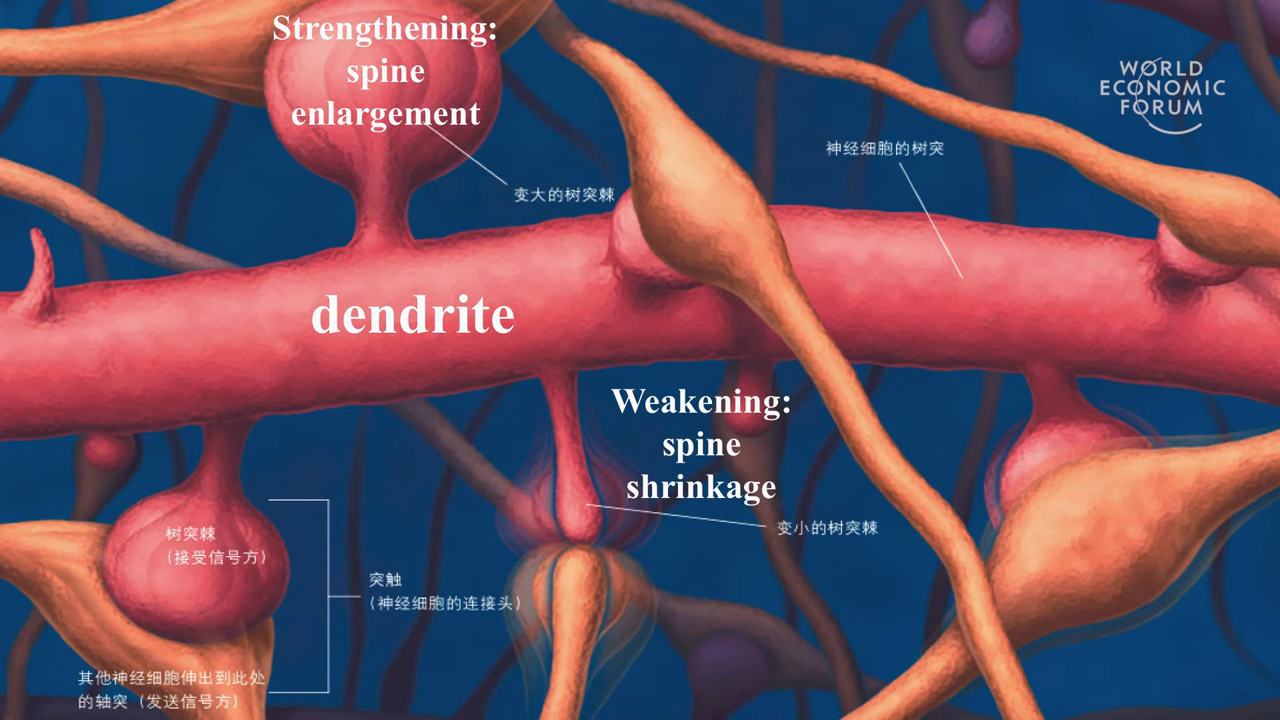 Strengthening:
spine
enlargement
WORLD
ECONOMIC
FORUM
神经细胞的树突
变大的树突棘
dendrite
Weakening:
spine
shrinkage
变小的树突棘
树突棘
(接受信号方)
突触
(神经细胞的连接头)
其他神经细胞伸出到此处
的轴突 (发送信号方)